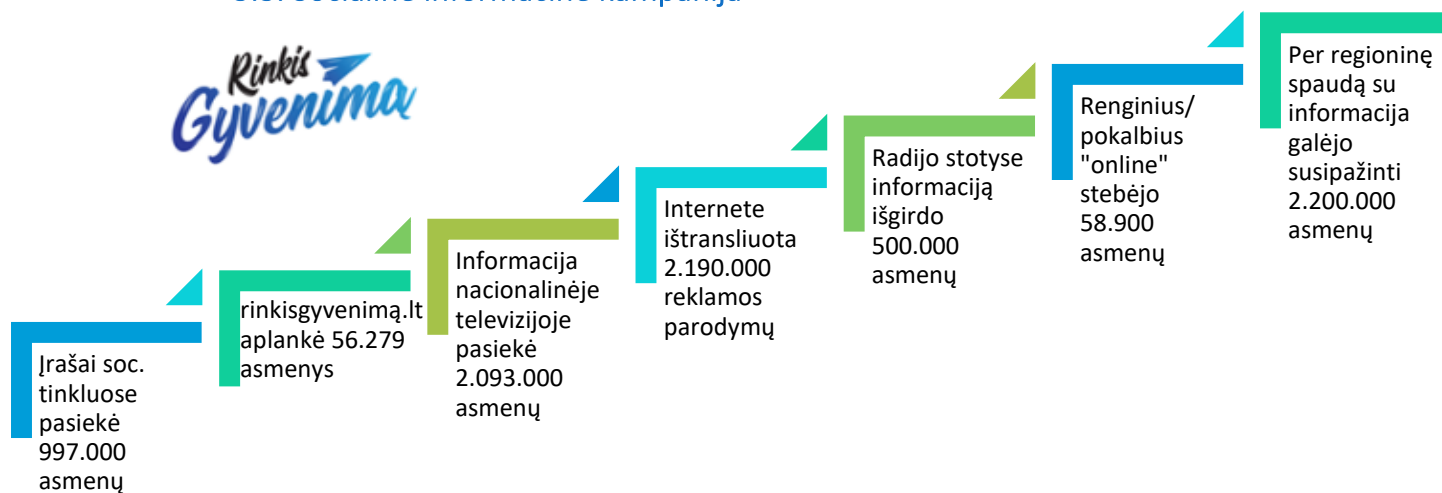 Rinkis
Gyvenimą
Įrašai soc.
tinkluose
pasiekė
997.000
asmenų
rinkisgyvenimą.lt
aplankė 56.279
asmenys
Informacija
nacionalinėje
televizijoje
pasiekė
2.093.000
asmenų
Internete
ištransliuota
2.190.000
reklamos
parodymų
Radijo stotyse
informaciją
išgirdo
500.000
asmenų
Renginius/
pokalbius
"online"
stebėjo
58.900
asmenų
Per regioninę
spaudą su
informacija
galėjo
susipažinti
2.200.000
asmenų